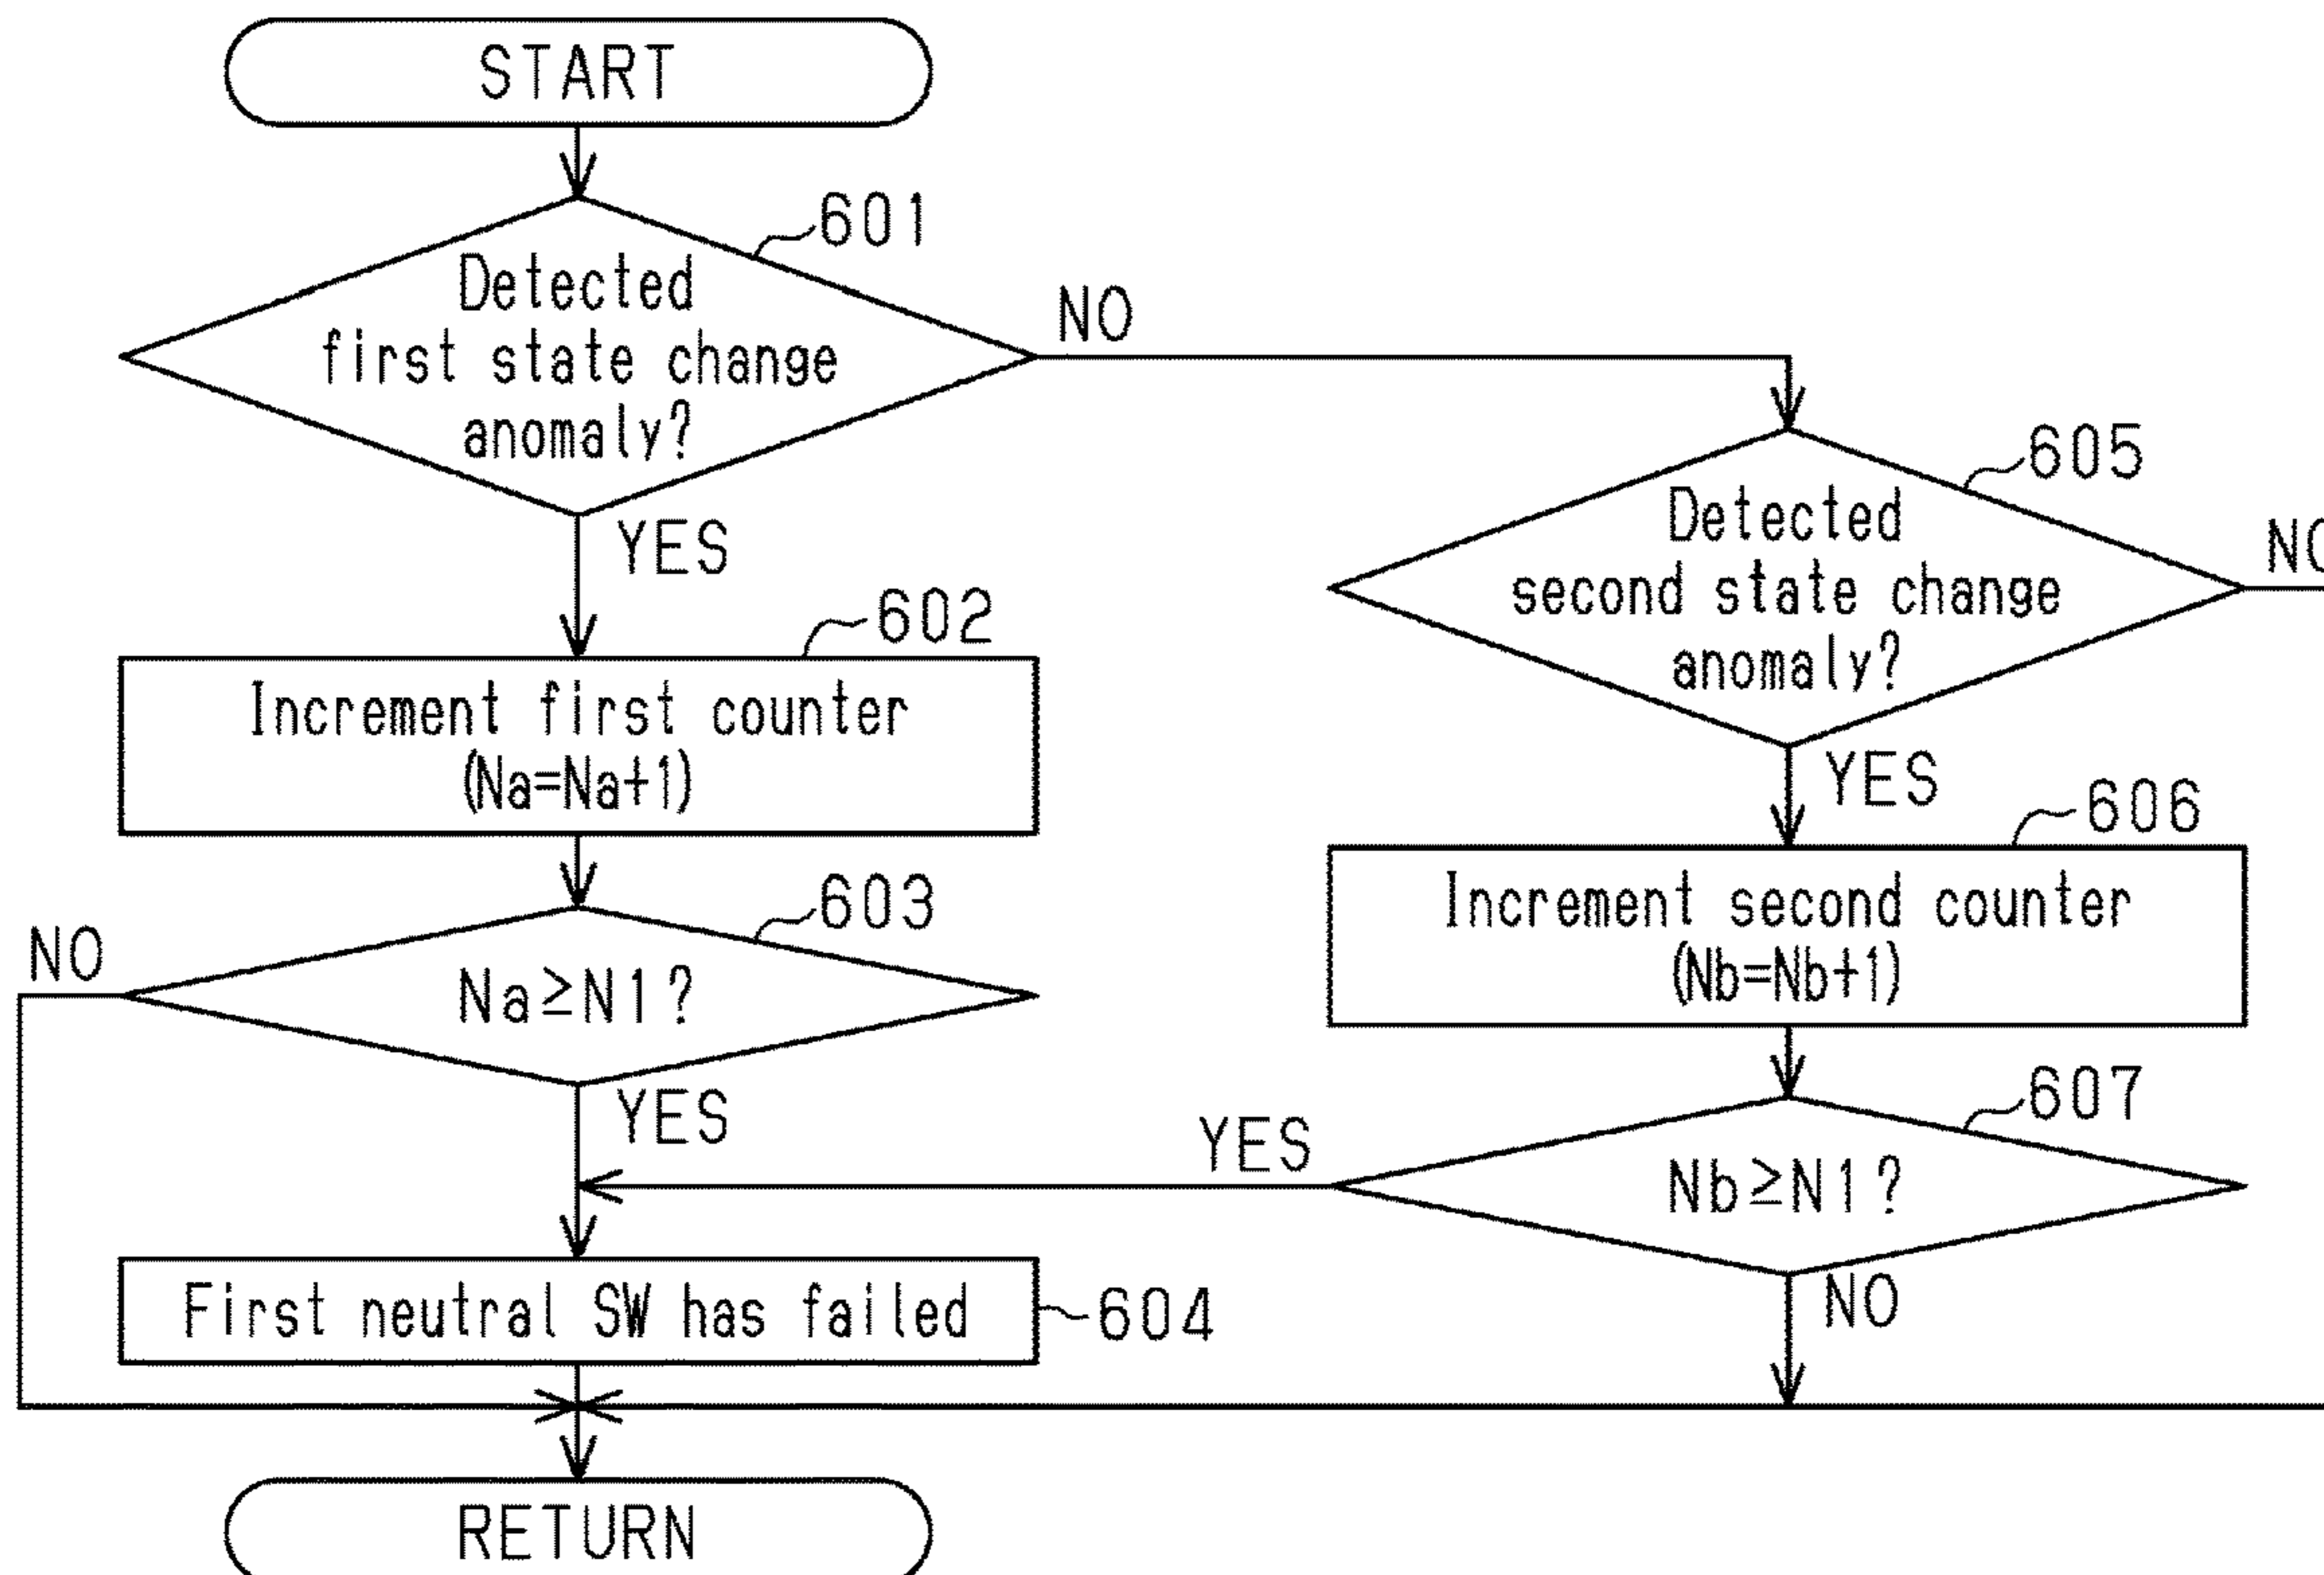 START
601
Detected
first state change
anomaly?
NO
YES
602
Increment first counter
(Na=Na+1)
603
NO
Na≥N1?
YES
First neutral SW has failed
604
RETURN
605
Detected
second state change
anomaly?
NO
YES
606
Increment second counter
(Nb=Nb+1)
607
YES
Nb≥N1?
NO